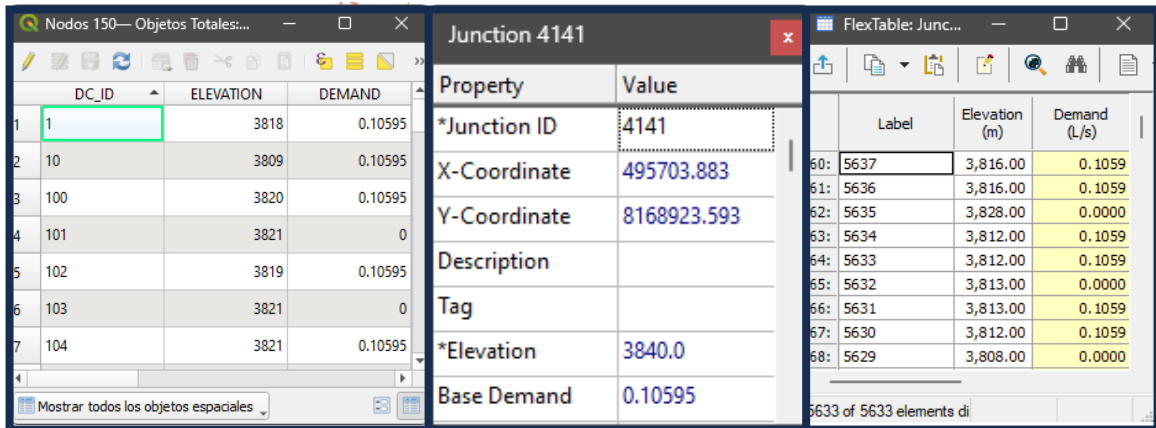 Nodos 150— Objetos Totales:...
DC_ID ELEVATION DEMAND
1 1 3818 0.10595
2 10 3809 0.10595
3 100 3820 0.10595
4 101 3821 0
5 102 3819 0.10595
6 103 3821 0
7 104 3821 0.10595
Mostrar todos los objetos espaciales
Junction 4141
Property Value
*Junction ID 4141
X-Coordinate 495703.883
Y-Coordinate 8168923.593
Description
Tag
*Elevation 3840.0
Base Demand 0.10595
FlexTable: Junc...
Label Elevation (m) Demand (L/s)
60: 5637 3,816.00 0.1059
61: 5636 3,816.00 0.1059
62: 5635 3,828.00 0.0000
63: 5634 3,812.00 0.1059
64: 5633 3,812.00 0.1059
65: 5632 3,813.00 0.0000
66: 5631 3,813.00 0.1059
67: 5630 3,812.00 0.1059
68: 5629 3,808.00 0.0000
5633 of 5633 elements di